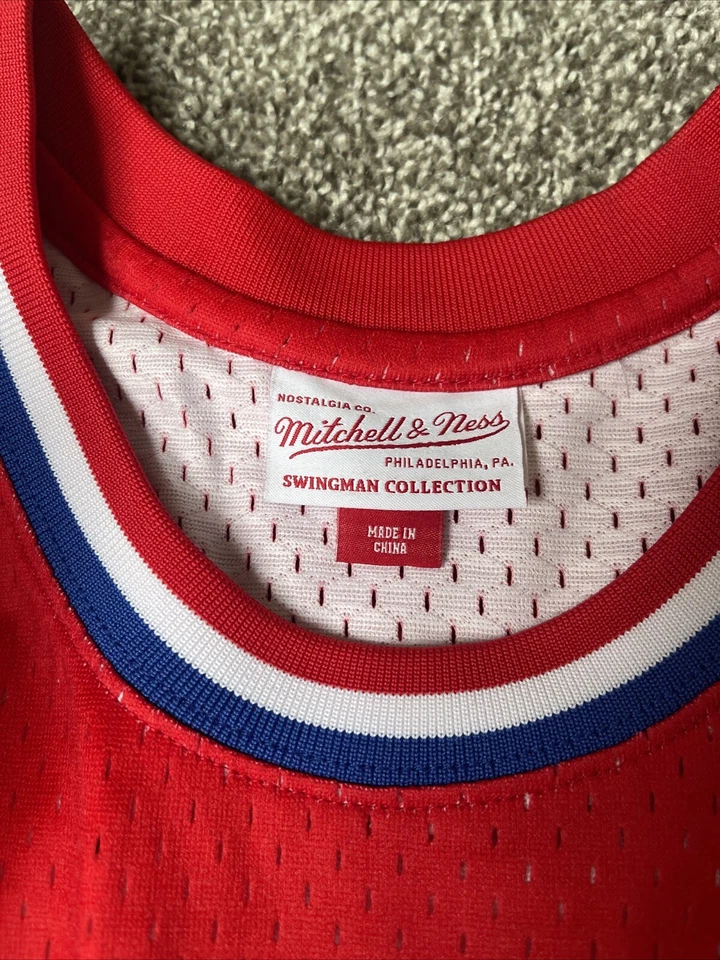 NOSTALGIA CO.
Mitchell & Ness
PHILADELPHIA, PA.
SWINGMAN COLLECTION
MADE IN
CHINA